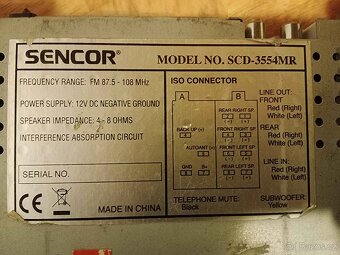 SENCOR®
MODEL NO. SCD-3554MR
FREQUENCY RANGE: FM 87.5 - 108 MHz
POWER SUPPLY: 12V DC NEGATIVE GROUND
SPEAKER IMPEDANCE: 4 - 8 OHMS
INTERFERENCE ABSORPTION CIRCUIT
SERIAL NO.
CE
MADE IN CHINA
ISO CONNECTOR
A B
REAR RIGHT SP.
(-) (+)
BACK UP (+)
FRONT RIGHT SP.
(-) (+)
AUTOANT (+)
FRONT LEFT SP.
(-) (+)
GND B+
REAR LEFT SP.
(-) (+)
TELEPHONE MUTE:
Black
LINE OUT:
FRONT
Red (Right)
White (Left)
REAR
Red (Right)
White (Left)
LINE IN:
Red (Right)
White (Left)
SUBWOOFER:
Yellow